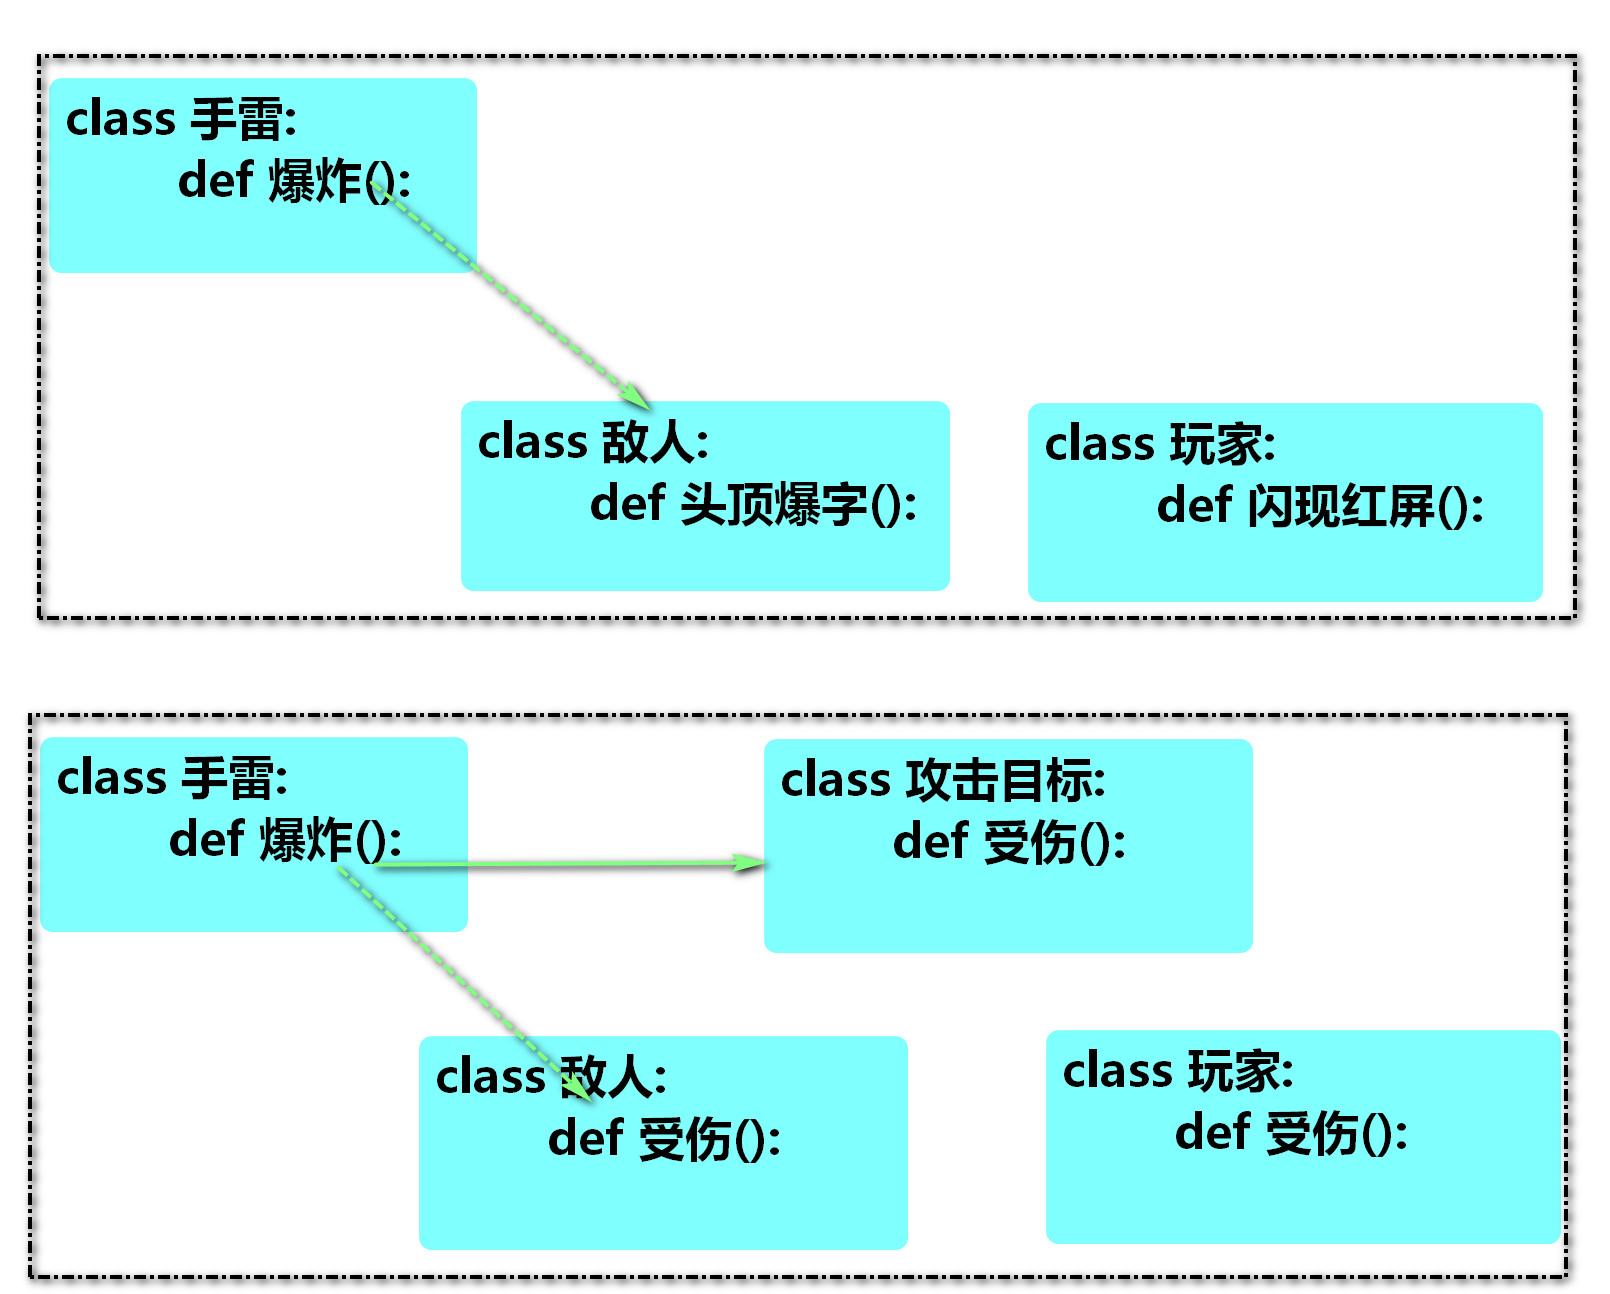 class 手雷:
def 爆炸():
class 敌人:
def 头顶爆字():
class 玩家:
def 闪现红屏():
class 手雷:
def 爆炸():
class 攻击目标:
def 受伤():
class 敌人:
def 受伤():
class 玩家:
def 受伤():